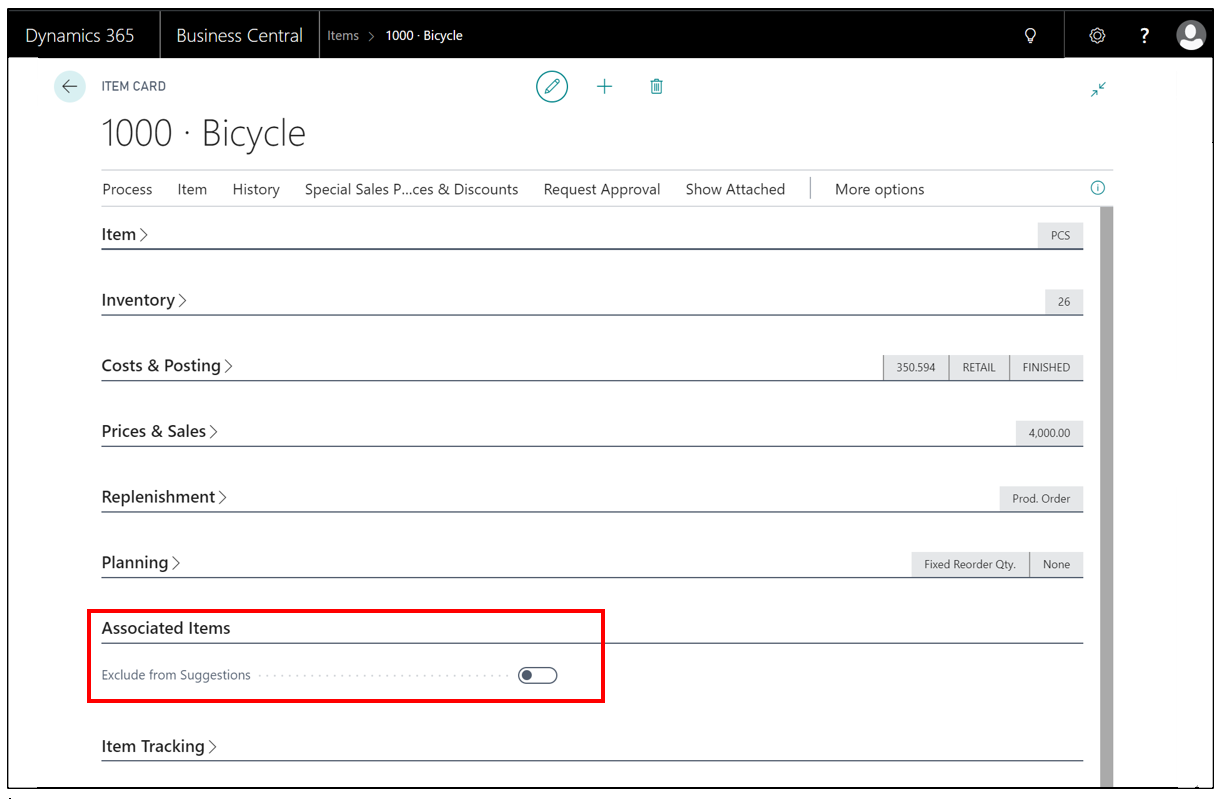 Dynamics 365 Business Central Items > 1000 · Bicycle ?
ITEM CARD
1000 · Bicycle
Process Item History Special Sales P...ces & Discounts Request Approval Show Attached More options
Item > PCS
Inventory > 26
Costs & Posting > 350.594 RETAIL FINISHED
Prices & Sales > 4,000.00
Replenishment > Prod. Order
Planning > Fixed Reorder Qty. None
Associated Items
Exclude from Suggestions
Item Tracking >